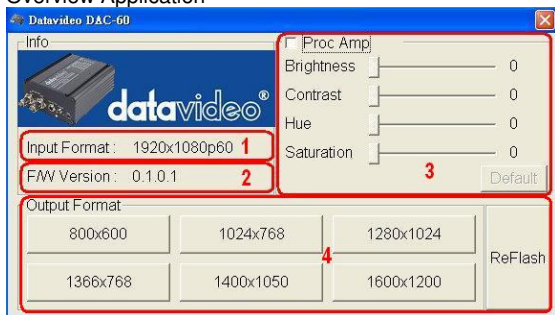 Overview Application
Datavideo DAC-60
Info
datavideo®
Input Format : 1920x1080p60 1
F/W Version : 0.1.0.1 2
Proc Amp
Brightness 0
Contrast 0
Hue 0
Saturation 0
3
Default
Output Format
800x600 1024x768 1280x1024
4
1366x768 1400x1050 1600x1200
ReFlash